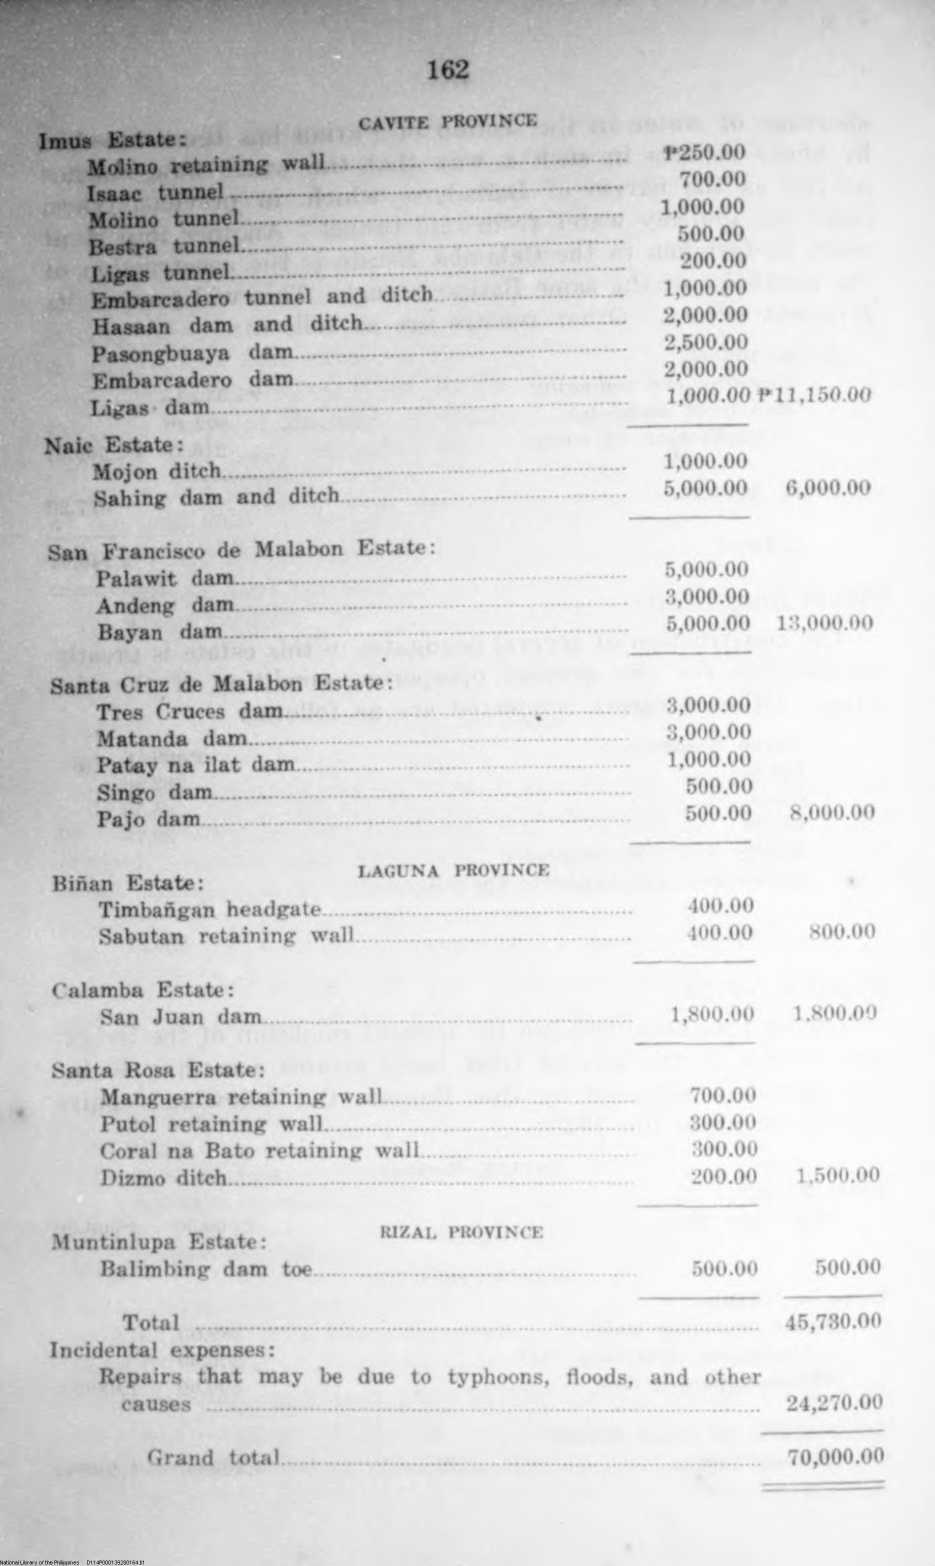 162
CAVITE PROVINCE
Imus Estate:
Molino retaining wall ₱250.00
Isaac tunnel 700.00
Molino tunnel 1,000.00
Bestra tunnel 500.00
Ligas tunnel 200.00
Embarcadero tunnel and ditch 1,000.00
Hasaan dam and ditch 2,000.00
Pasongbuaya dam 2,500.00
Embarcadero dam 2,000.00
Ligas dam 1,000.00 ₱11,150.00
Naic Estate:
Mojon ditch 1,000.00
Sahing dam and ditch 5,000.00 6,000.00
San Francisco de Malabon Estate:
Palawit dam 5,000.00
Andeng dam 3,000.00
Bayan dam 5,000.00 13,000.00
Santa Cruz de Malabon Estate:
Tres Cruces dam 3,000.00
Matanda dam 3,000.00
Patay na ilat dam 1,000.00
Singo dam 500.00
Pajo dam 500.00 8,000.00
LAGUNA PROVINCE
Biñan Estate:
Timbañgan headgate 400.00
Sabutan retaining wall 400.00 800.00
Calamba Estate:
San Juan dam 1,800.00 1,800.00
Santa Rosa Estate:
Manguerra retaining wall 700.00
Putol retaining wall 300.00
Coral na Bato retaining wall 300.00
Dizmo ditch 200.00 1,500.00
RIZAL PROVINCE
Muntinlupa Estate:
Balimbing dam toe 500.00 500.00
Total 45,730.00
Incidental expenses:
Repairs that may be due to typhoons, floods, and other
causes 24,270.00
Grand total 70,000.00
National Library of the Philippines